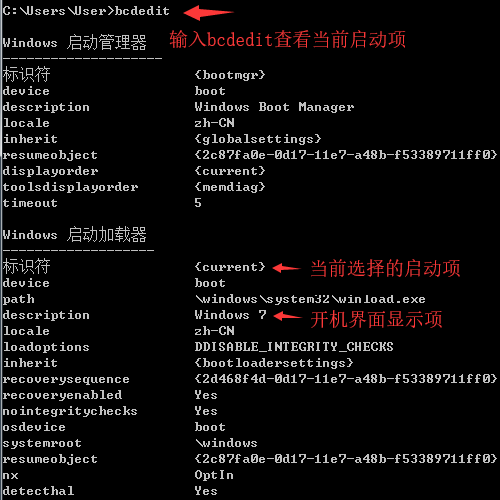 C:\Users\User>bcdedit
输入bcdedit查看当前启动项
Windows 启动管理器
--------------------
标识符 {bootmgr}
device boot
description Windows Boot Manager
locale zh-CN
inherit {globalsettings}
resumeobject {2c87fa0e-0d17-11e7-a48b-f53389711ff0}
displayorder {current}
toolsdisplayorder {memdiag}
timeout 5
Windows 启动加载器
-------------------
标识符 {current} 当前选择的启动项
device boot
path \windows\system32\winload.exe
description Windows 7 开机界面显示项
locale zh-CN
loadoptions DDISABLE_INTEGRITY_CHECKS
inherit {bootloadersettings}
recoverysequence {2d468f4d-0d17-11e7-a48b-f53389711ff0}
recoveryenabled Yes
nointegritychecks Yes
osdevice boot
systemroot \windows
resumeobject {2c87fa0e-0d17-11e7-a48b-f53389711ff0}
nx OptIn
detecthal Yes